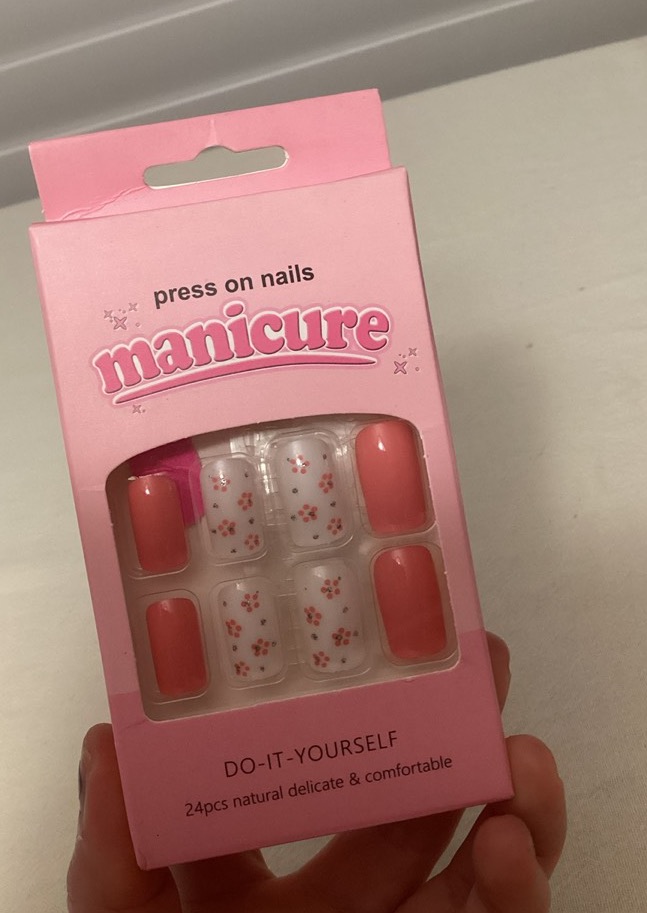 press on nails
manicure
DO-IT-YOURSELF
24pcs natural delicate & comfortable